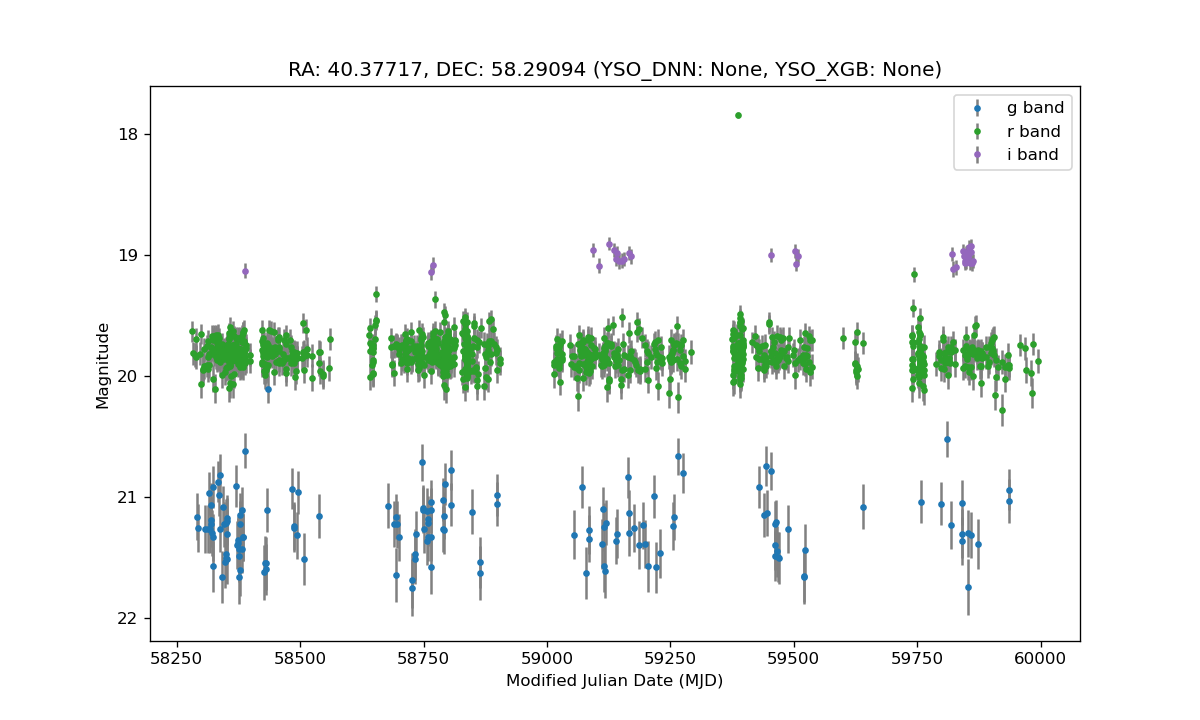 RA: 40.37717, DEC: 58.29094 (YSO_DNN: None, YSO_XGB: None)
g band
r band
i band
18
19
20
21
22
Magnitude
58250 58500 58750 59000 59250 59500 59750 60000
Modified Julian Date (MJD)